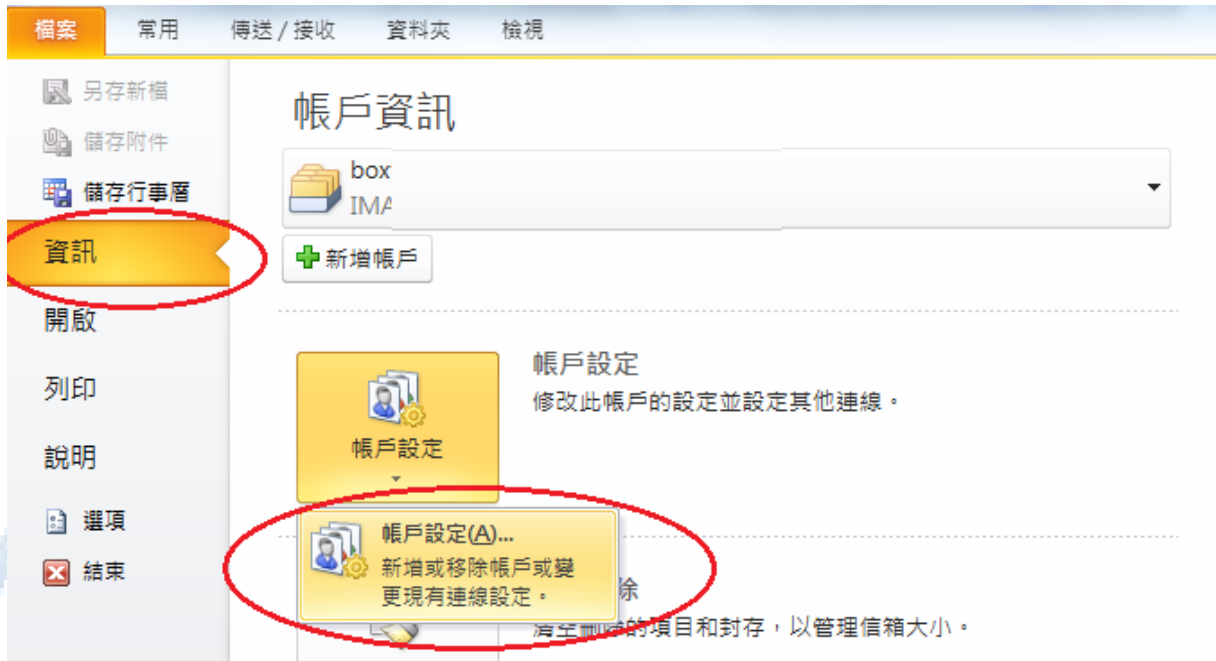 檔案 常用 傳送 / 接收 資料夾 檢視
另存新檔
儲存附件
儲存行事曆
資訊
開啟
列印
說明
選項
結束
帳戶資訊
box
IMA
新增帳戶
帳戶設定
帳戶設定
修改此帳戶的設定並設定其他連線。
帳戶設定(A)...
新增或移除帳戶或變
更現有連線設定。
除
清空刪除的項目和封存，以管理信箱大小。